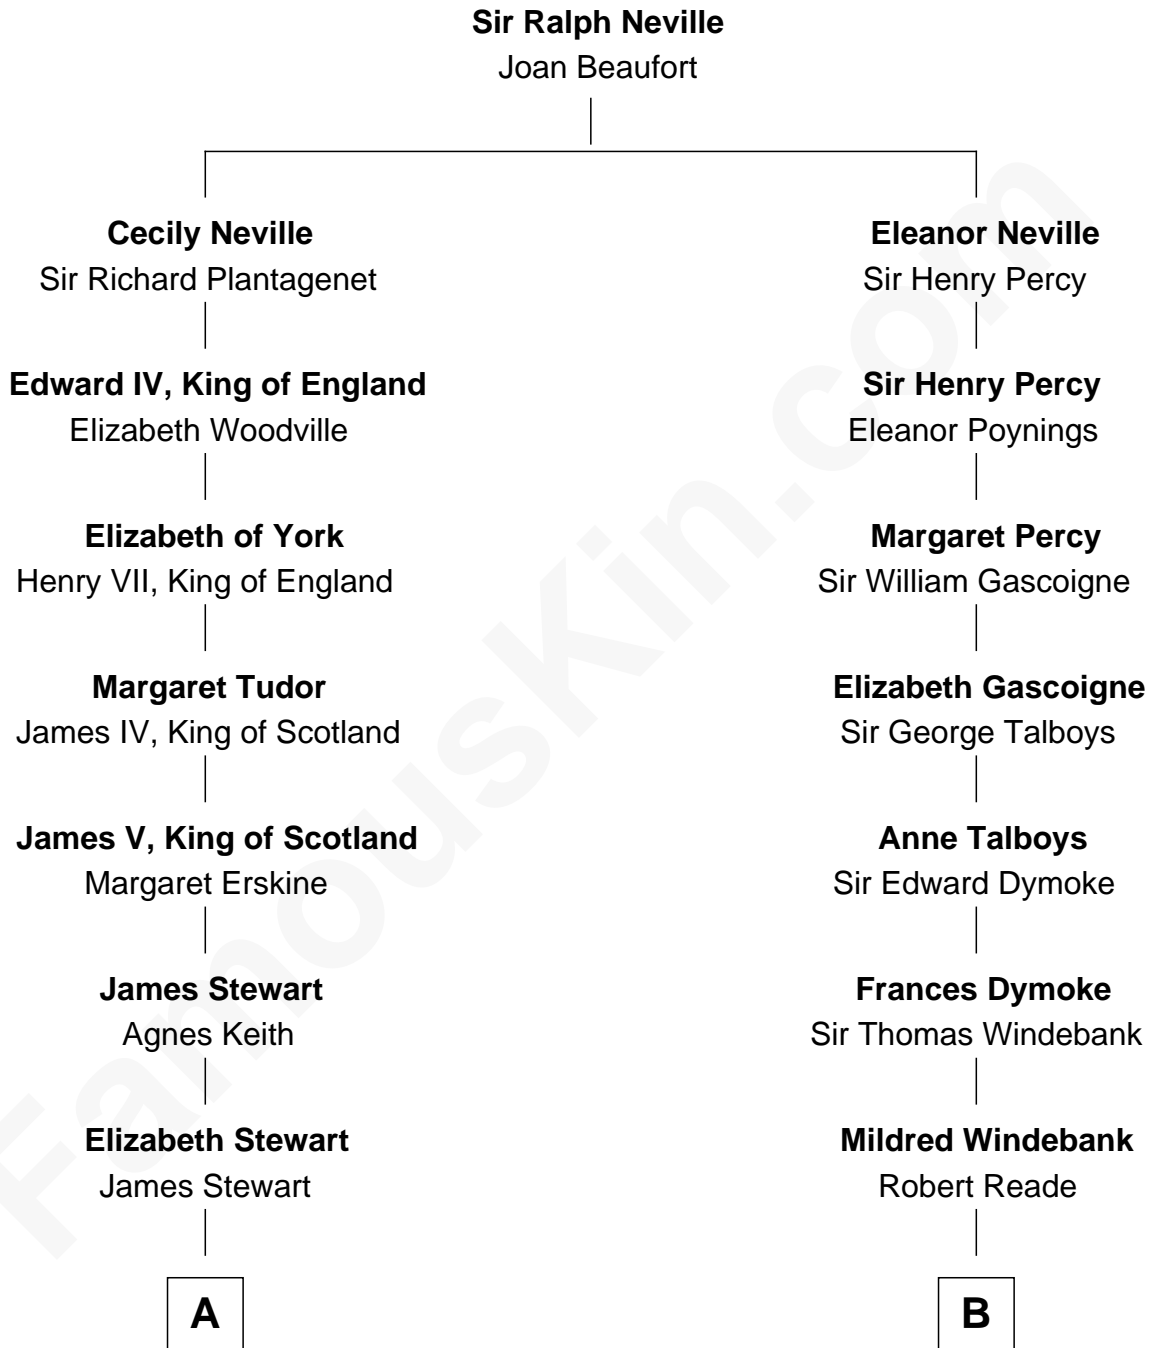 Sir Ralph Neville
Joan Beaufort
Cecily Neville
Sir Richard Plantagenet
Eleanor Neville
Sir Henry Percy
Edward IV, King of England
Elizabeth Woodville
Sir Henry Percy
Eleanor Poynings
Elizabeth of York
Henry VII, King of England
Margaret Percy
Sir William Gascoigne
Margaret Tudor
James IV, King of Scotland
Elizabeth Gascoigne
Sir George Talboys
James V, King of Scotland
Margaret Erskine
Anne Talboys
Sir Edward Dymoke
James Stewart
Agnes Keith
Frances Dymoke
Sir Thomas Windebank
Elizabeth Stewart
James Stewart
Mildred Windebank
Robert Reade
A
B
FamousKin.com